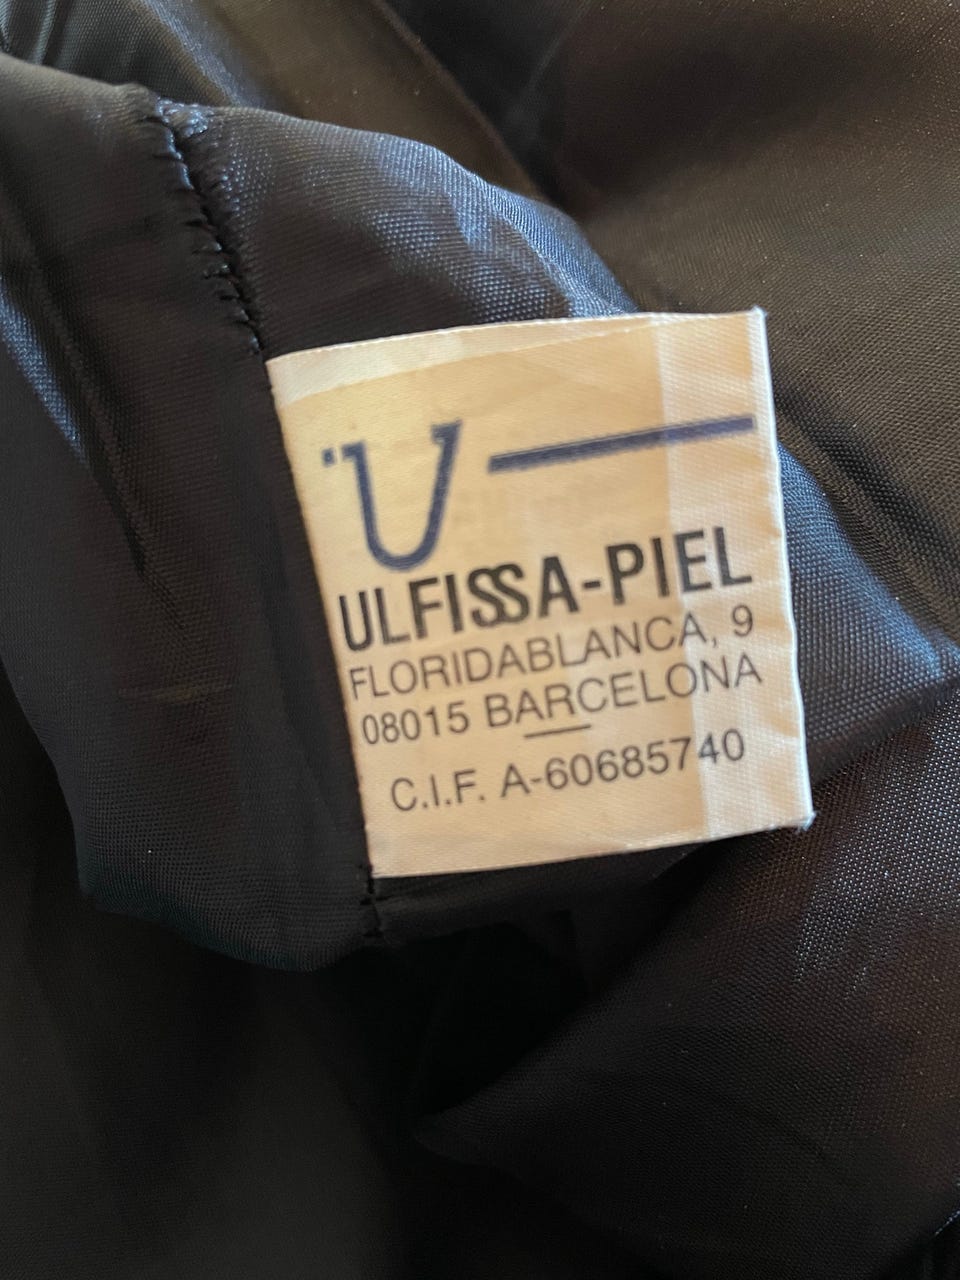 U
ULFISSA-PIEL
FLORIDABLANCA, 9
08015 BARCELONA
C.I.F. A-60685740